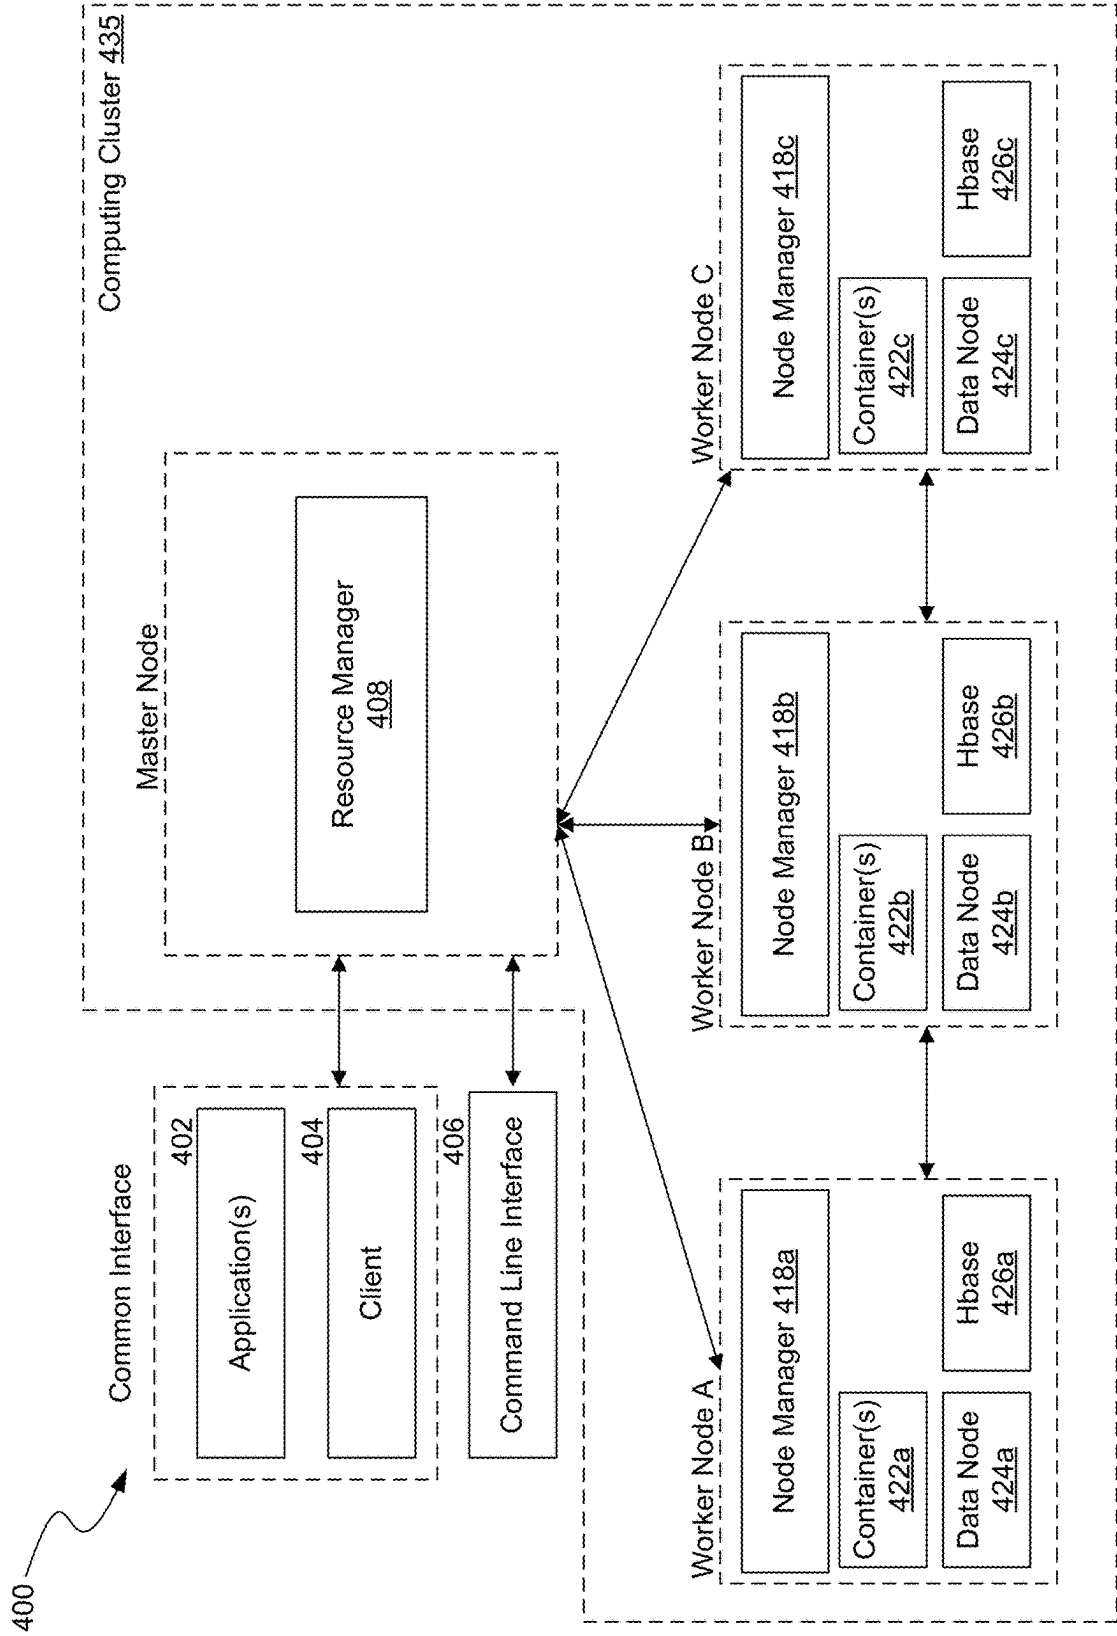 400
Common Interface
402
Application(s)
404
Client
406
Command Line Interface
Computing Cluster 435
Master Node
Resource Manager
408
Worker Node A
Node Manager 418a
Container(s)
422a
Data Node
424a
Hbase
426a
Worker Node B
Node Manager 418b
Container(s)
422b
Data Node
424b
Hbase
426b
Worker Node C
Node Manager 418c
Container(s)
422c
Data Node
424c
Hbase
426c